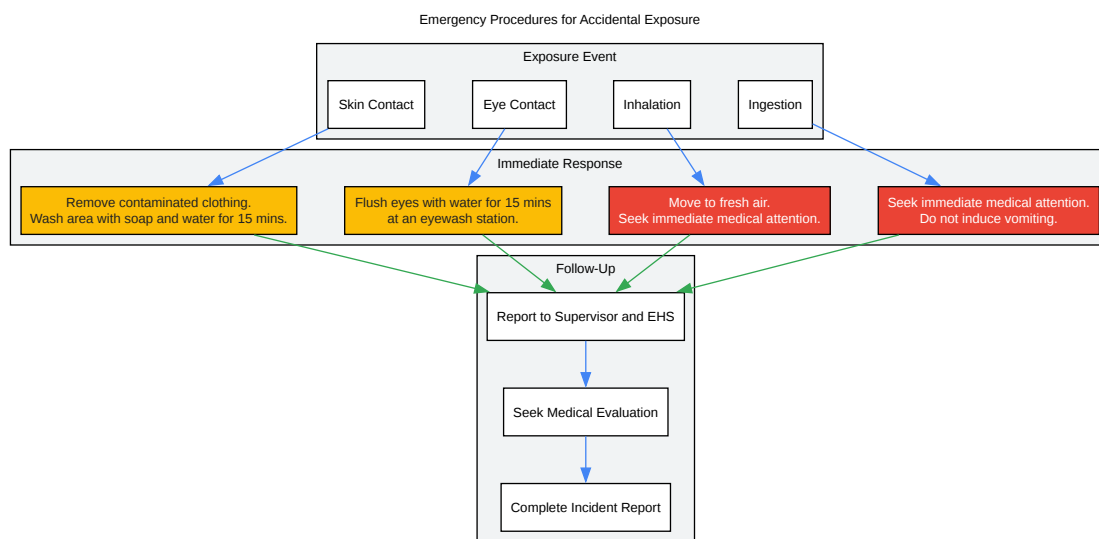 Emergency Procedures for Accidental Exposure
Exposure Event
Skin Contact
Eye Contact
Inhalation
Ingestion
Immediate Response
Remove contaminated clothing.
Wash area with soap and water for 15 mins.
Flush eyes with water for 15 mins
at an eyewash station.
Move to fresh air.
Seek immediate medical attention.
Seek immediate medical attention.
Do not induce vomiting.
Follow-Up
Report to Supervisor and EHS
Seek Medical Evaluation
Complete Incident Report